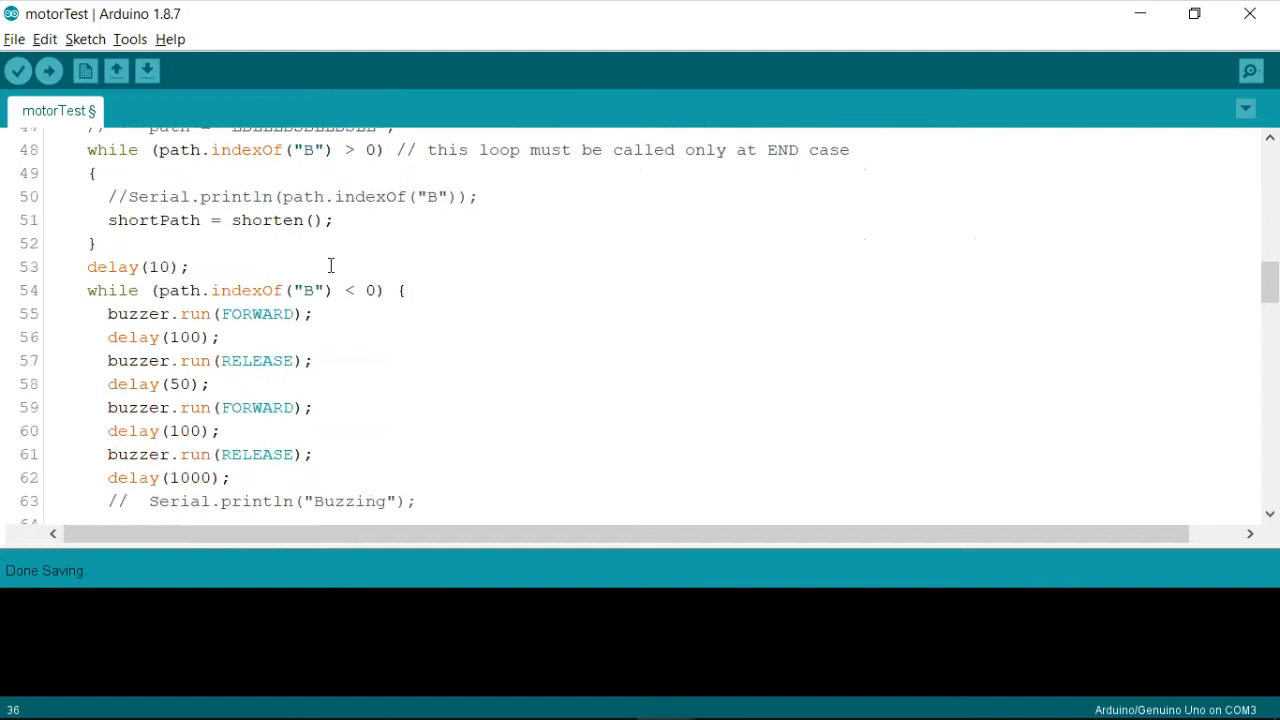 motorTest | Arduino 1.8.7
File Edit Sketch Tools Help
motorTest §
48 while (path.indexOf("B") > 0) // this loop must be called only at END case
49 {
50 //Serial.println(path.indexOf("B"));
51 shortPath = shorten();
52 }
53 delay(10);
54 while (path.indexOf("B") < 0) {
55 buzzer.run(FORWARD);
56 delay(100);
57 buzzer.run(RELEASE);
58 delay(50);
59 buzzer.run(FORWARD);
60 delay(100);
61 buzzer.run(RELEASE);
62 delay(1000);
63 // Serial.println("Buzzing");
Done Saving.
36 Arduino/Genuino Uno on COM3